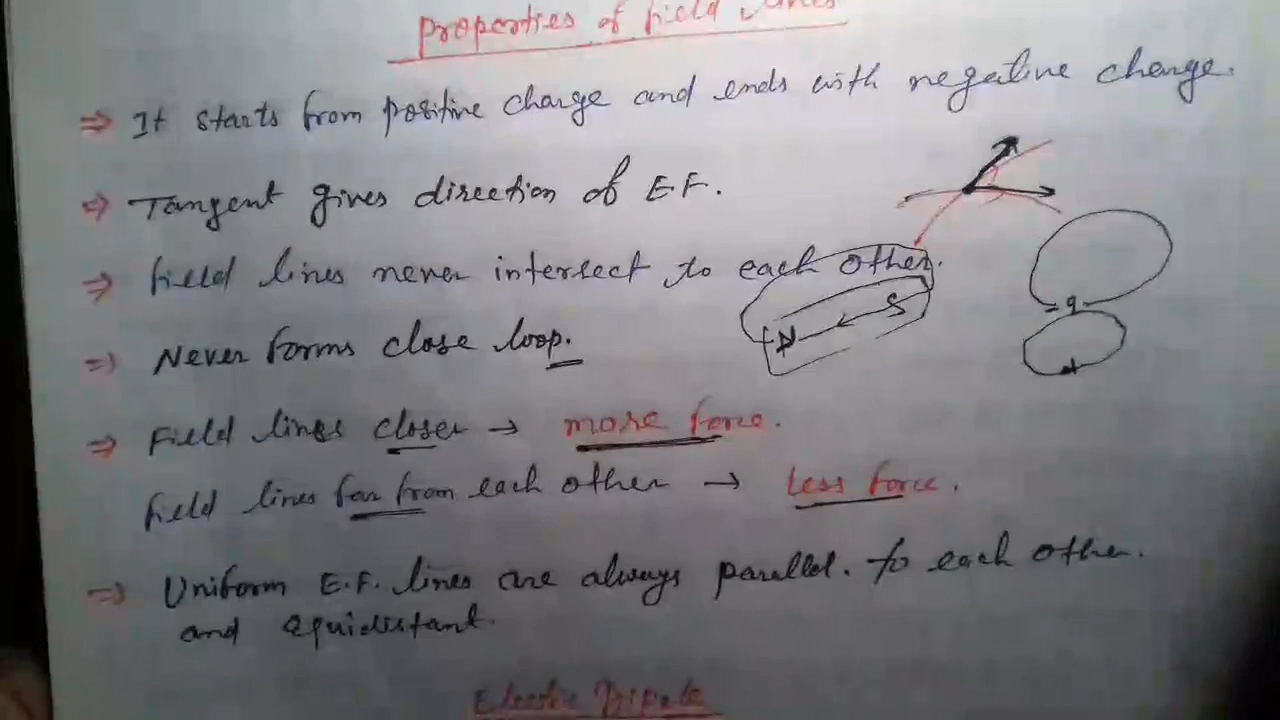 Properties of field Lines
⇒ It starts from positive charge and ends with negative charge.
⇒ Tangent gives direction of E.F.
⇒ field lines never intersect to each other.
N S
q
⇒ Never forms close loop.
⇒ Field lines closer → more force.
field lines far from each other → less force.
⇒ Uniform E.F. lines are always parallel. to each other.
and equidistant.
Electric Dipole